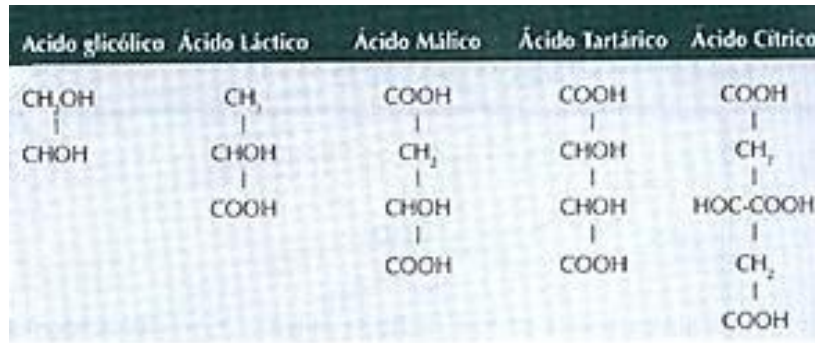 Acido glicólico Ácido Láctico Ácido Málico Ácido Tartárico Ácido Cítrico
CH₂OH CH₃ COOH COOH COOH
CHOH CHOH CH₂ CHOH CH₂
COOH CHOH CHOH HOC-COOH
COOH COOH CH₂
COOH